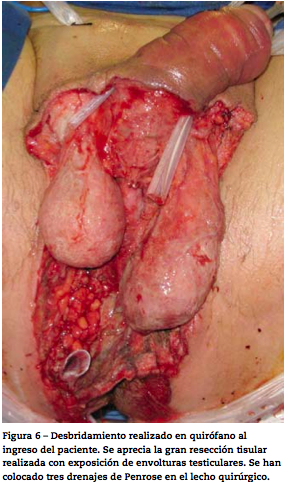 Figura 6 – Desbridamiento realizado en quirófano al
ingreso del paciente. Se aprecia la gran resección tisular
realizada con exposición de envolturas testiculares. Se han
colocado tres drenajes de Penrose en el lecho quirúrgico.